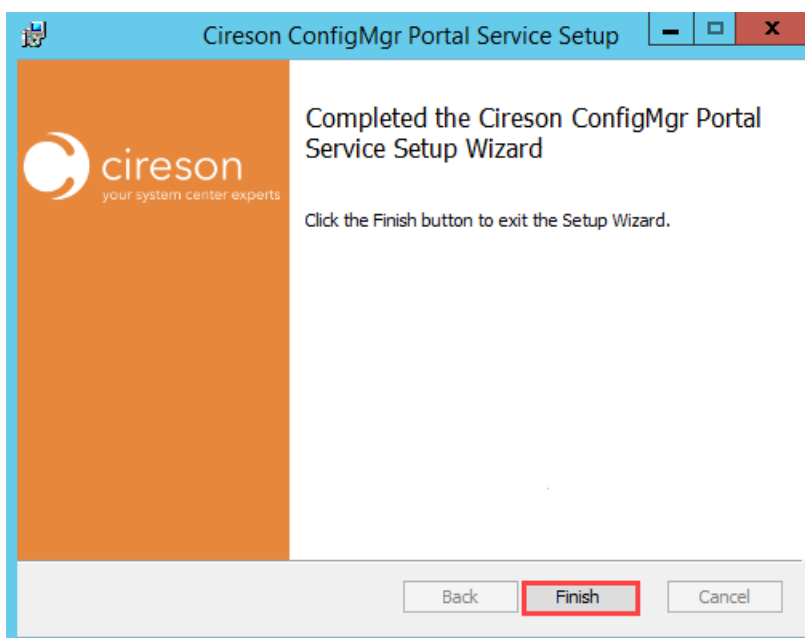 Cireson ConfigMgr Portal Service Setup
cireson
your system center experts
Completed the Cireson ConfigMgr Portal
Service Setup Wizard
Click the Finish button to exit the Setup Wizard.
Back Finish Cancel